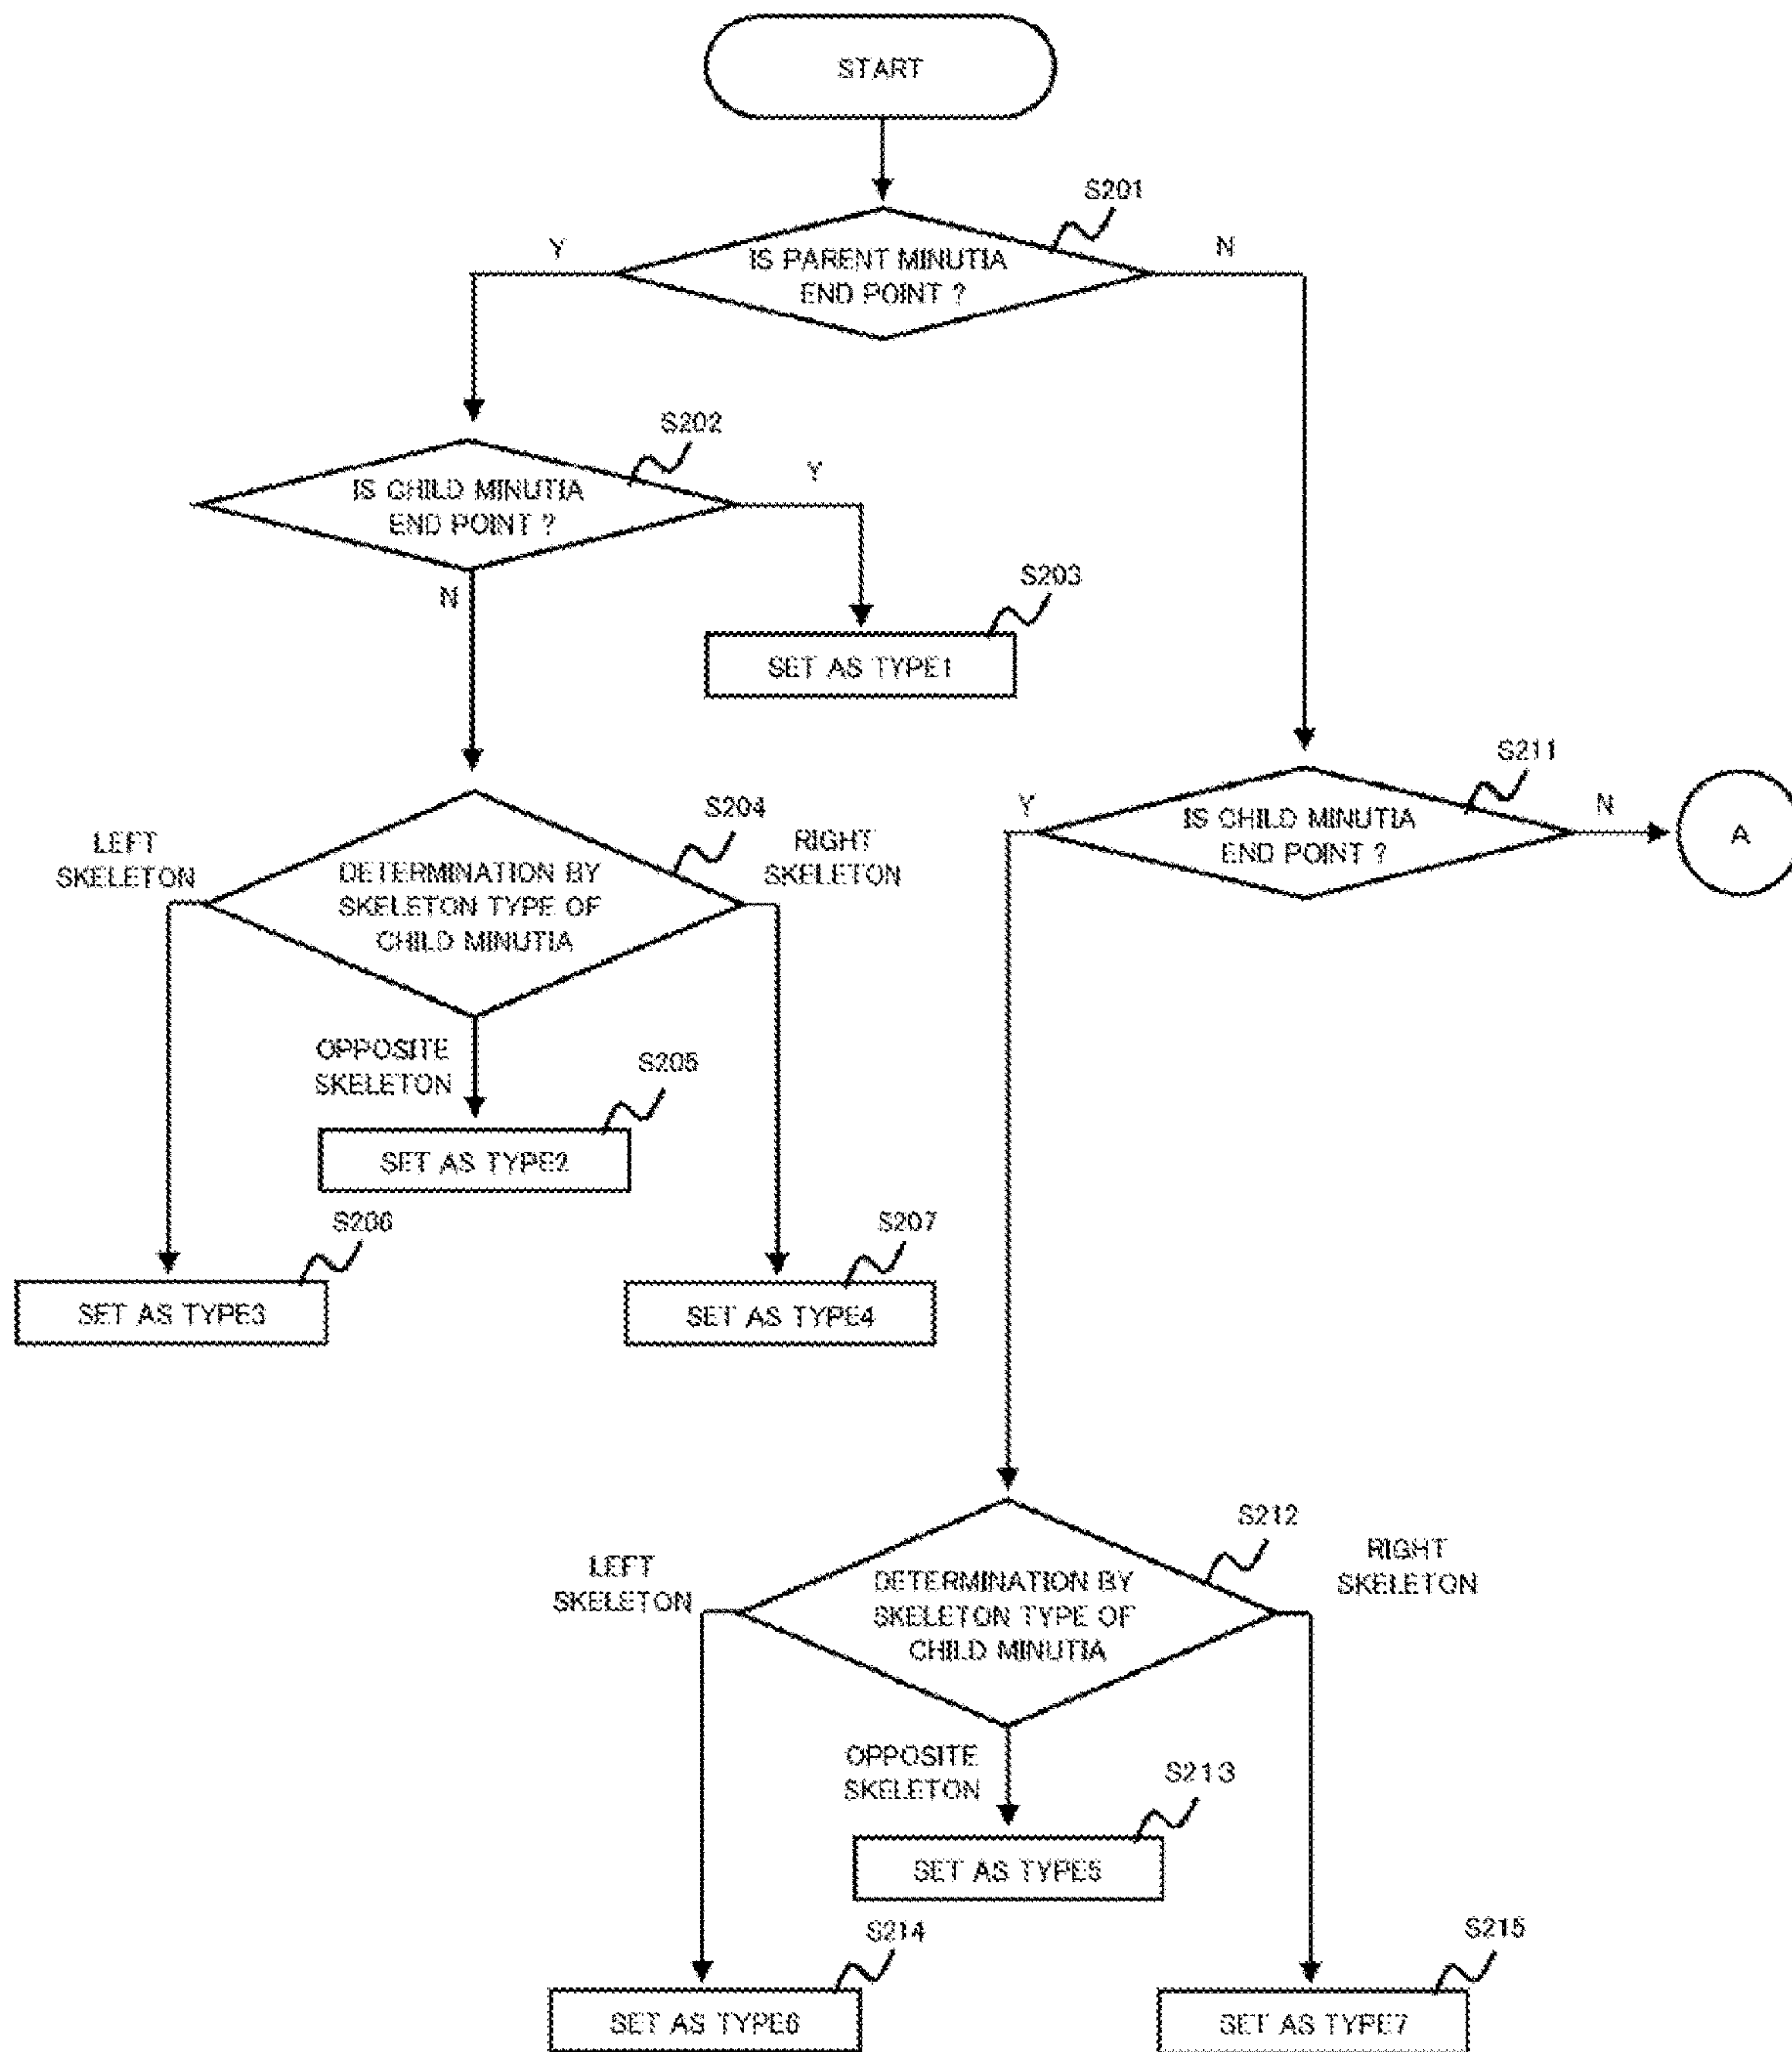 START
S201
Y
N
IS PARENT MINUTIA
END POINT ?
S202
Y
IS CHILD MINUTIA
END POINT ?
N
S203
SET AS TYPE1
S211
Y
N
IS CHILD MINUTIA
END POINT ?
A
S204
LEFT
SKELETON
RIGHT
SKELETON
DETERMINATION BY
SKELETON TYPE OF
CHILD MINUTIA
OPPOSITE
SKELETON
S205
SET AS TYPE2
S206
SET AS TYPE3
S207
SET AS TYPE4
S212
LEFT
SKELETON
RIGHT
SKELETON
DETERMINATION BY
SKELETON TYPE OF
CHILD MINUTIA
OPPOSITE
SKELETON
S213
SET AS TYPE5
S214
SET AS TYPE6
S215
SET AS TYPE7